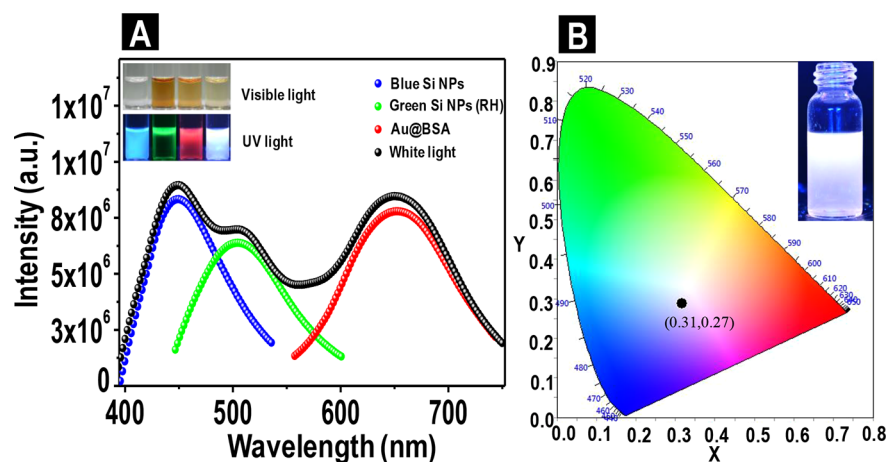 A
Intensity (a.u.)
1x10⁷
1x10⁷
8x10⁶
5x10⁶
3x10⁶
0
400 500 600 700
Wavelength (nm)
Visible light
UV light
Blue Si NPs
Green Si NPs (RH)
Au@BSA
White light
B
Y
0.9
0.8
0.7
0.6
0.5
0.4
0.3
0.2
0.1
0.0
0.0 0.1 0.2 0.3 0.4 0.5 0.6 0.7 0.8
X
520
530
540
550
560
570
580
590
600
610
620
630
510
500
490
480
470
460
(0.31,0.27)